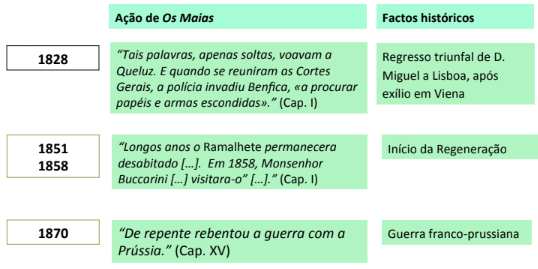 Ação de Os Maias
Factos históricos
1828
“Tais palavras, apenas soltas, voavam a
Queluz. E quando se reuniram as Cortes
Gerais, a polícia invadiu Benfica, «a procurar
papéis e armas escondidas».” (Cap. I)
Regresso triunfal de D.
Miguel a Lisboa, após
exílio em Viena
1851
1858
“Longos anos o Ramalhete permanecera
desabitado […]. Em 1858, Monsenhor
Buccarini […] visitara-o” […].” (Cap. I)
Início da Regeneração
1870
“De repente rebentou a guerra com a
Prússia.” (Cap. XV)
Guerra franco-prussiana